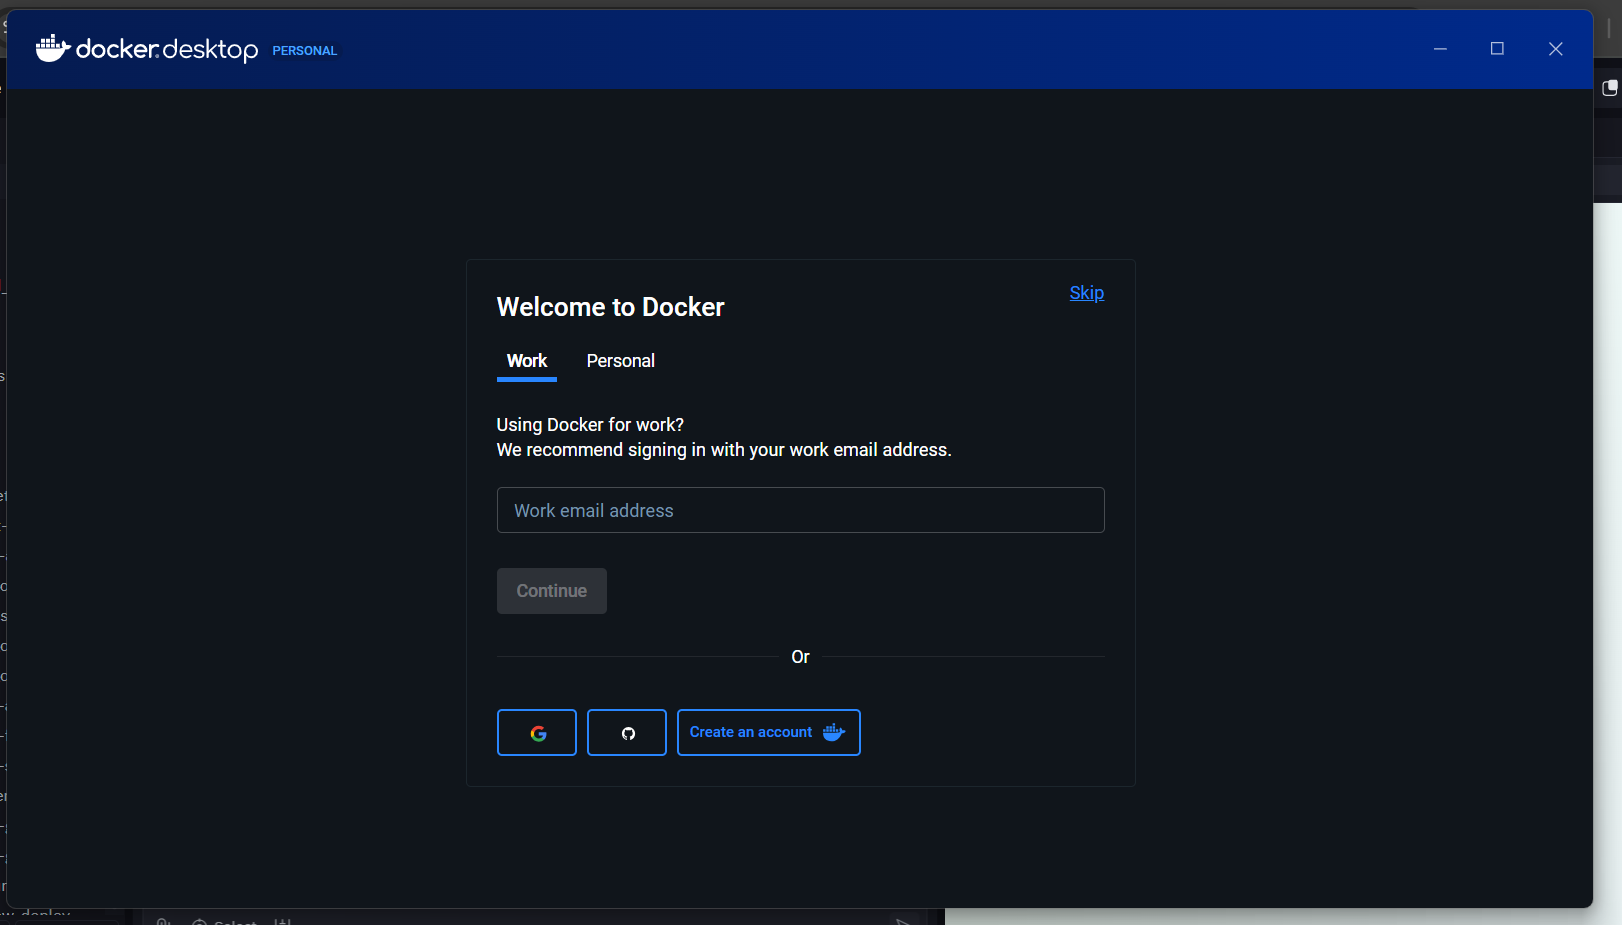 docker.desktop PERSONAL
Skip
Welcome to Docker
Work Personal
Using Docker for work?
We recommend signing in with your work email address.
Work email address
Continue
Or
Create an account